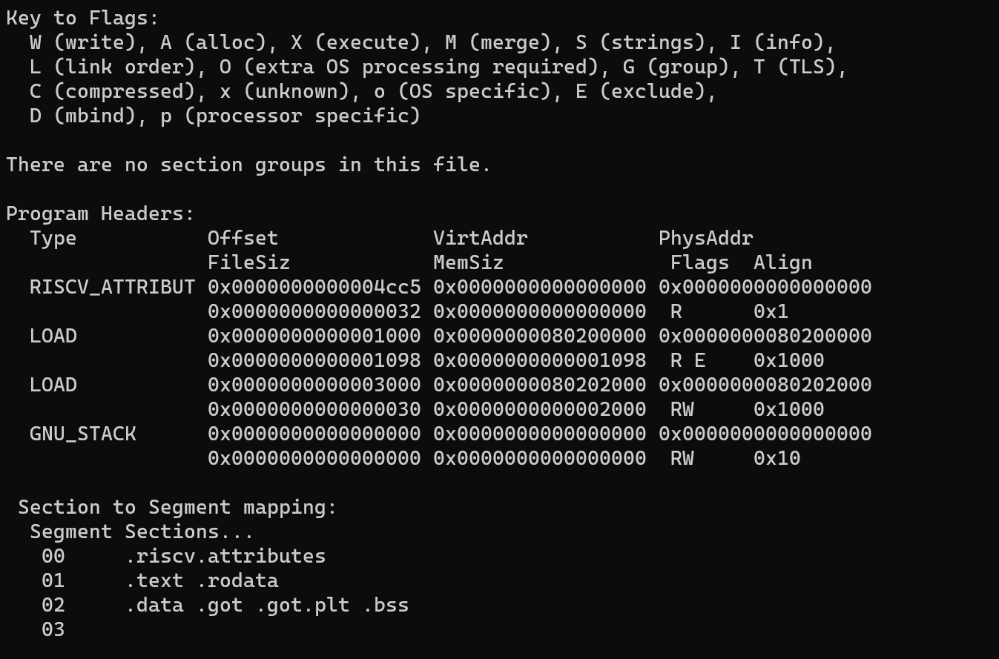 Key to Flags:
  W (write), A (alloc), X (execute), M (merge), S (strings), I (info),
  L (link order), O (extra OS processing required), G (group), T (TLS),
  C (compressed), x (unknown), o (OS specific), E (exclude),
  D (mbind), p (processor specific)

There are no section groups in this file.

Program Headers:
  Type           Offset             VirtAddr           PhysAddr
                 FileSiz            MemSiz              Flags  Align
  RISCV_ATTRIBUT 0x0000000000004cc5 0x0000000000000000 0x0000000000000000
                 0x0000000000000032 0x0000000000000000  R      0x1
  LOAD           0x0000000000001000 0x0000000080200000 0x0000000080200000
                 0x0000000000001098 0x0000000000001098  R E    0x1000
  LOAD           0x0000000000003000 0x0000000080202000 0x0000000080202000
                 0x0000000000000030 0x0000000000002000  RW     0x1000
  GNU_STACK      0x0000000000000000 0x0000000000000000 0x0000000000000000
                 0x0000000000000000 0x0000000000000000  RW     0x10

 Section to Segment mapping:
  Segment Sections...
   00     .riscv.attributes
   01     .text .rodata
   02     .data .got .got.plt .bss
   03